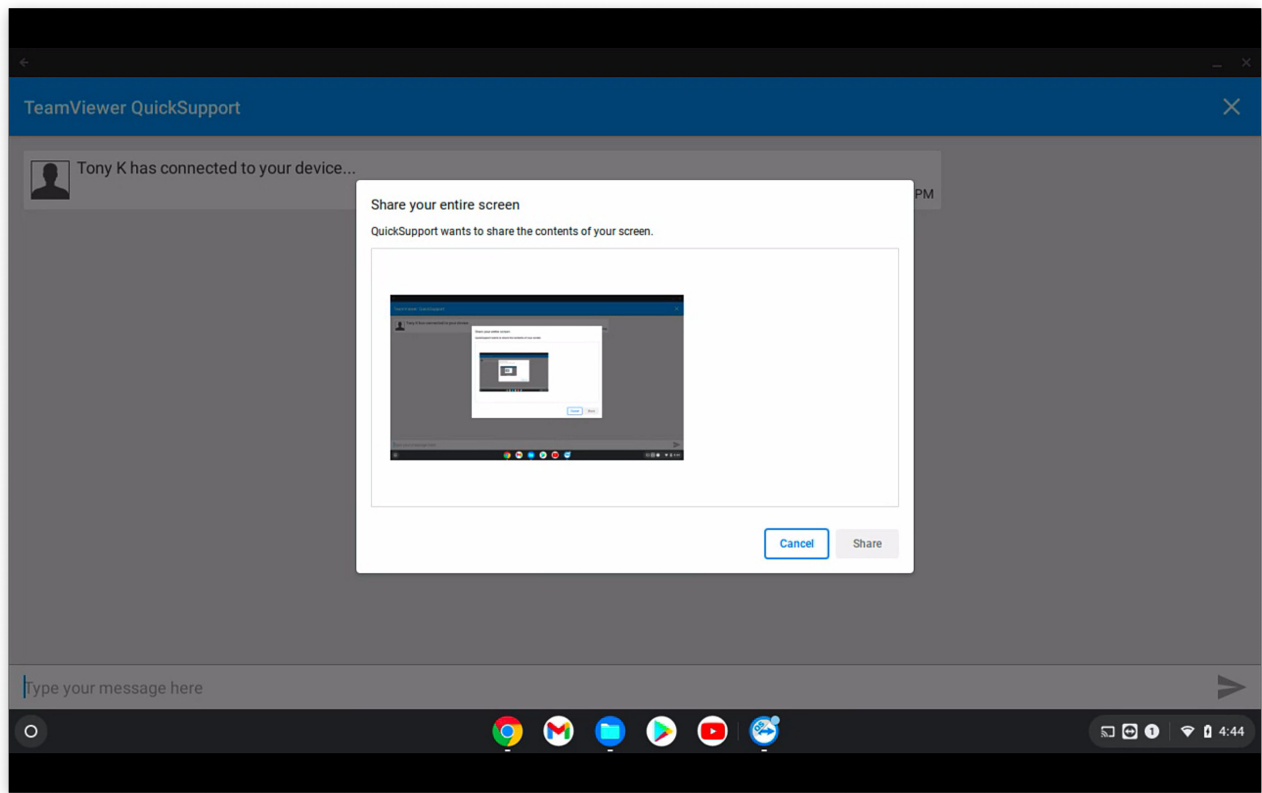 TeamViewer QuickSupport
Tony K has connected to your device...
PM
Share your entire screen
QuickSupport wants to share the contents of your screen.
Cancel
Share
Type your message here
1
4:44